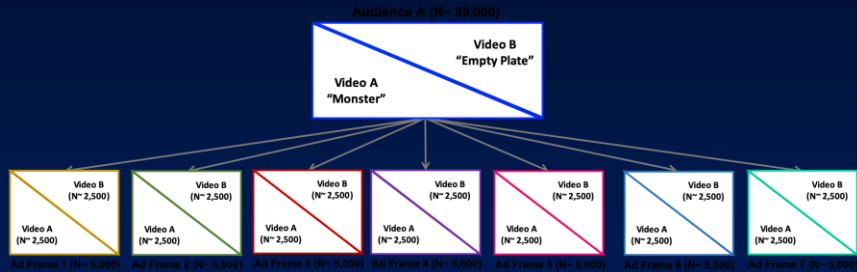 Audience A (N~ 35,000)
Video B
“Empty Plate”
Video A
“Monster”
Video B
(N~ 2,500)
Video A
(N~ 2,500)
Video B
(N~ 2,500)
Video A
(N~ 2,500)
Video B
(N~ 2,500)
Video A
(N~ 2,500)
Video B
(N~ 2,500)
Video A
(N~ 2,500)
Video B
(N~ 2,500)
Video A
(N~ 2,500)
Video B
(N~ 2,500)
Video A
(N~ 2,500)
Video B
(N~ 2,500)
Video A
(N~ 2,500)
Ad Frame 1 (N~ 5,000)
Ad Frame 2 (N~ 5,000)
Ad Frame 3 (N~ 5,000)
Ad Frame 4 (N~ 5,000)
Ad Frame 5 (N~ 5,000)
Ad Frame 6 (N~ 5,000)
Ad Frame 7 (N~ 5,000)